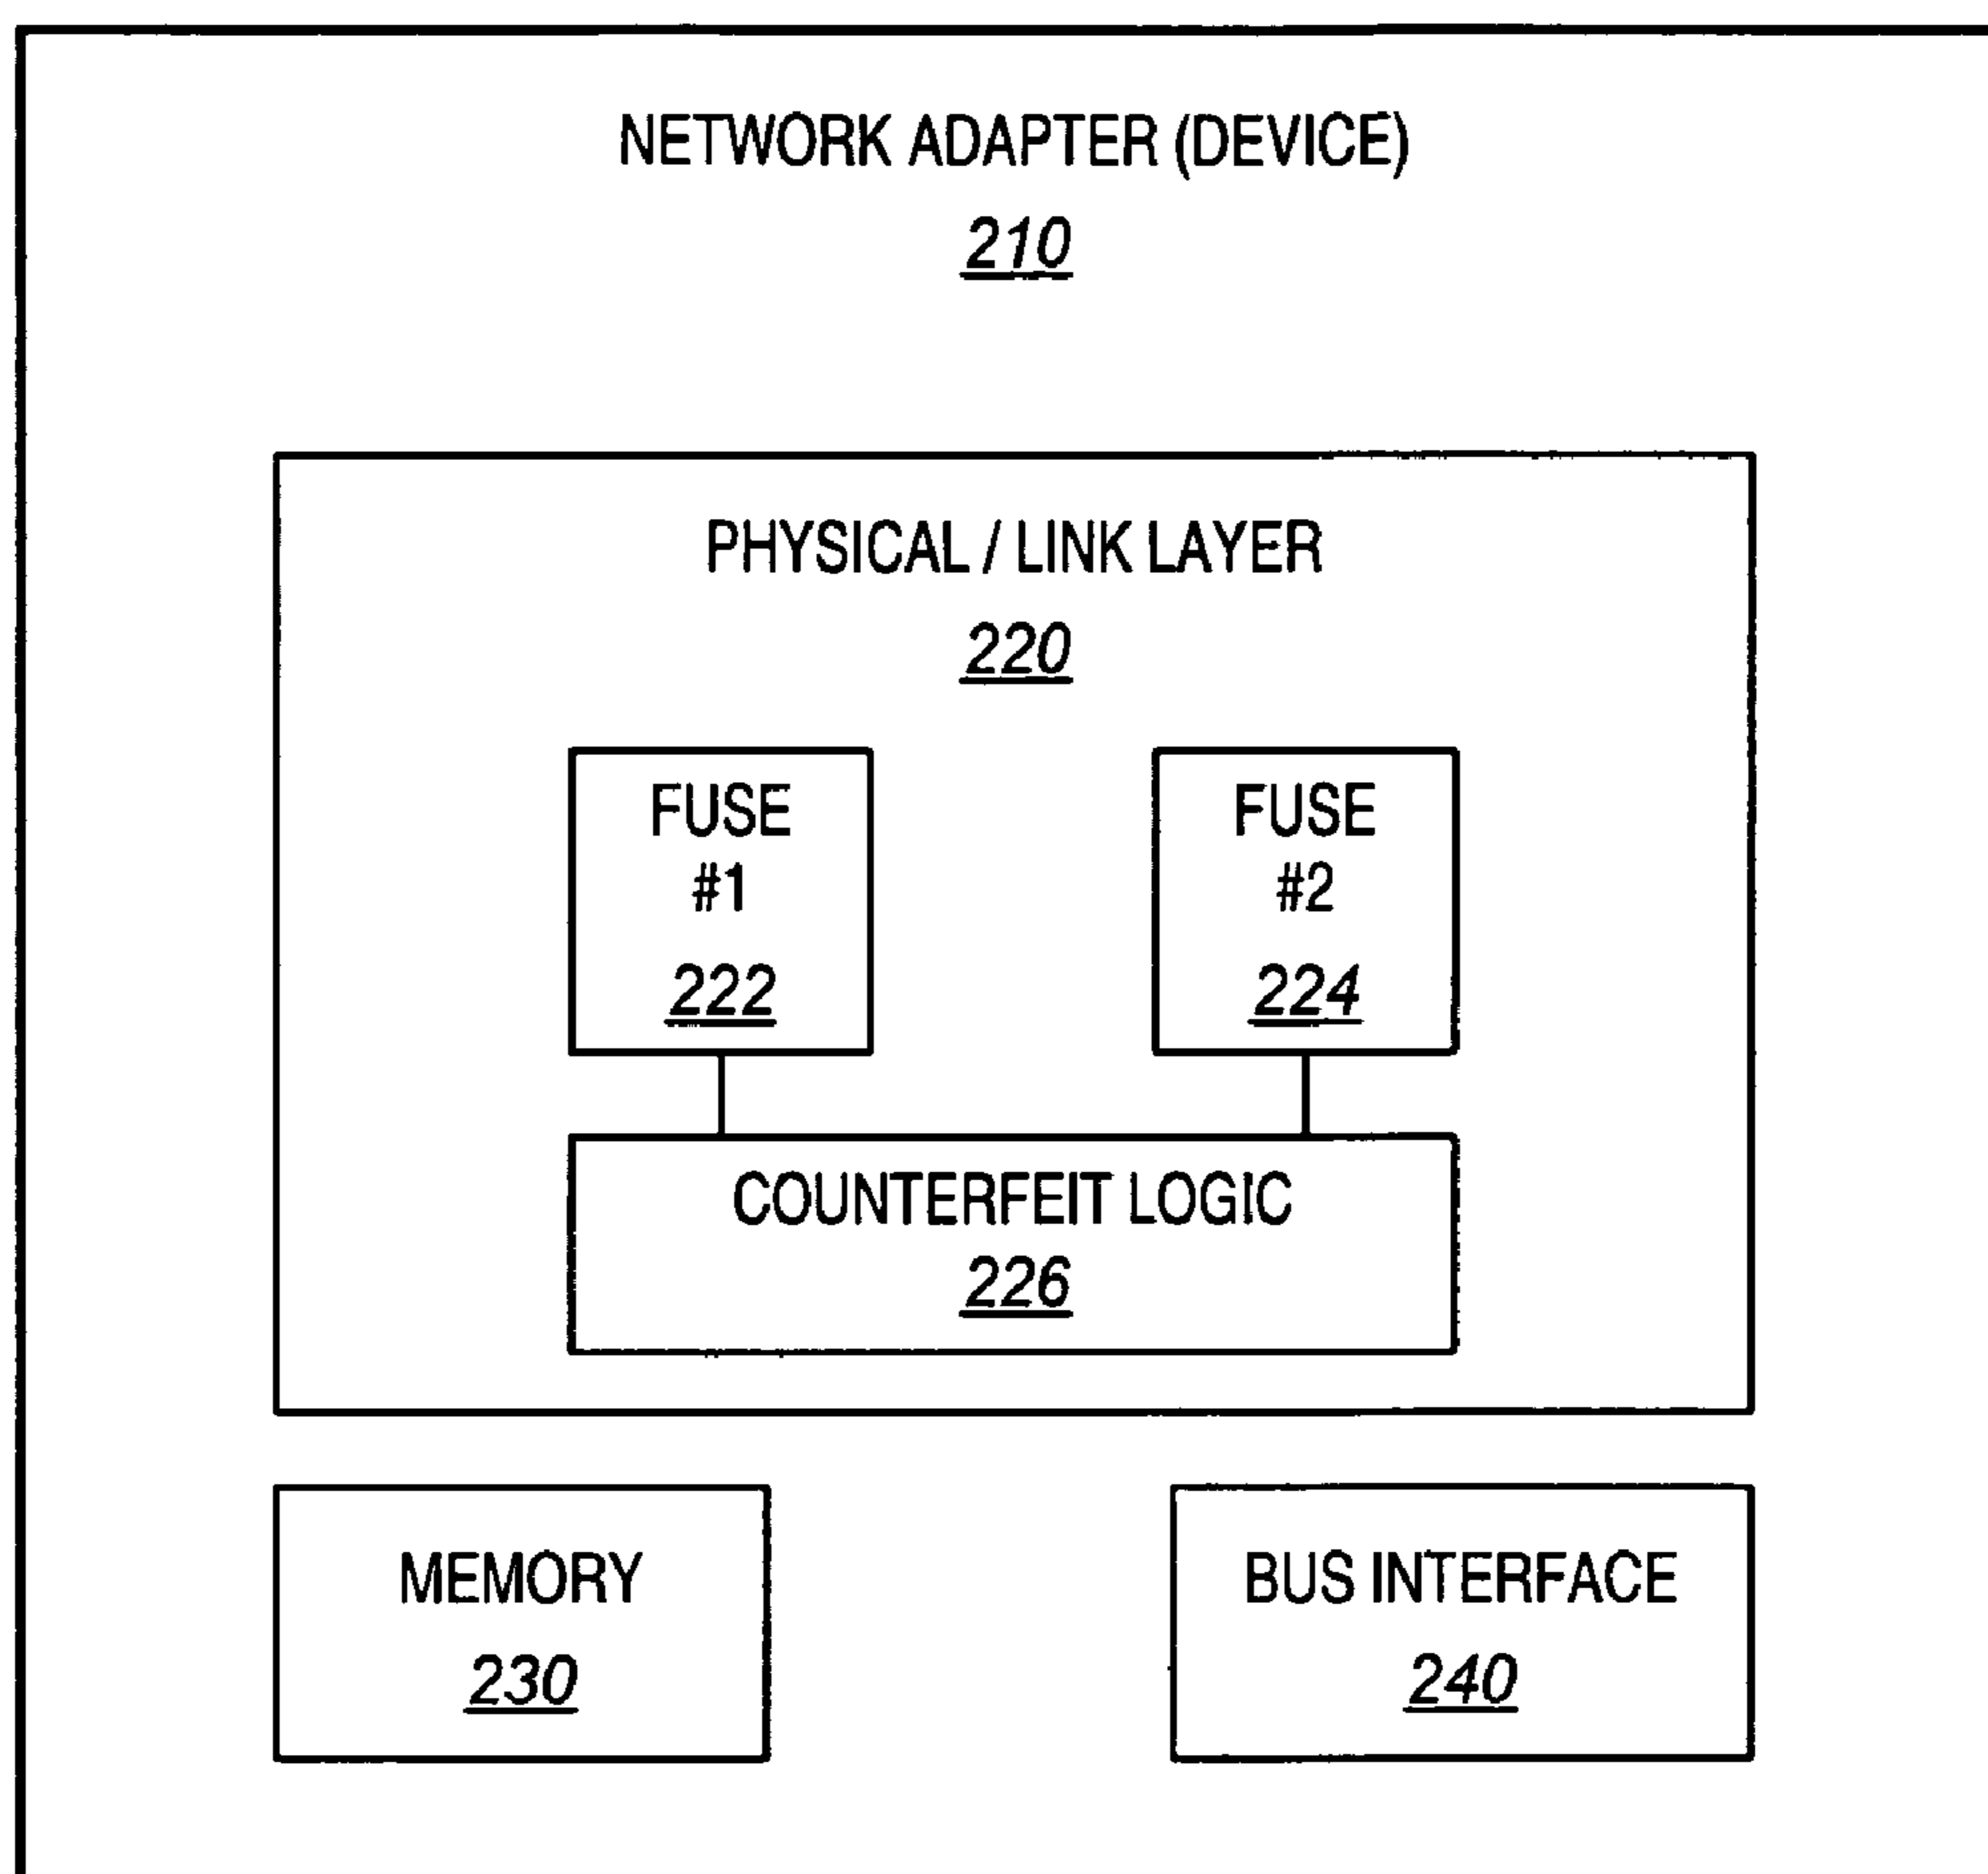 NETWORK ADAPTER (DEVICE)
210
PHYSICAL / LINK LAYER
220
FUSE
#1
222
FUSE
#2
224
COUNTERFEIT LOGIC
226
MEMORY
230
BUS INTERFACE
240